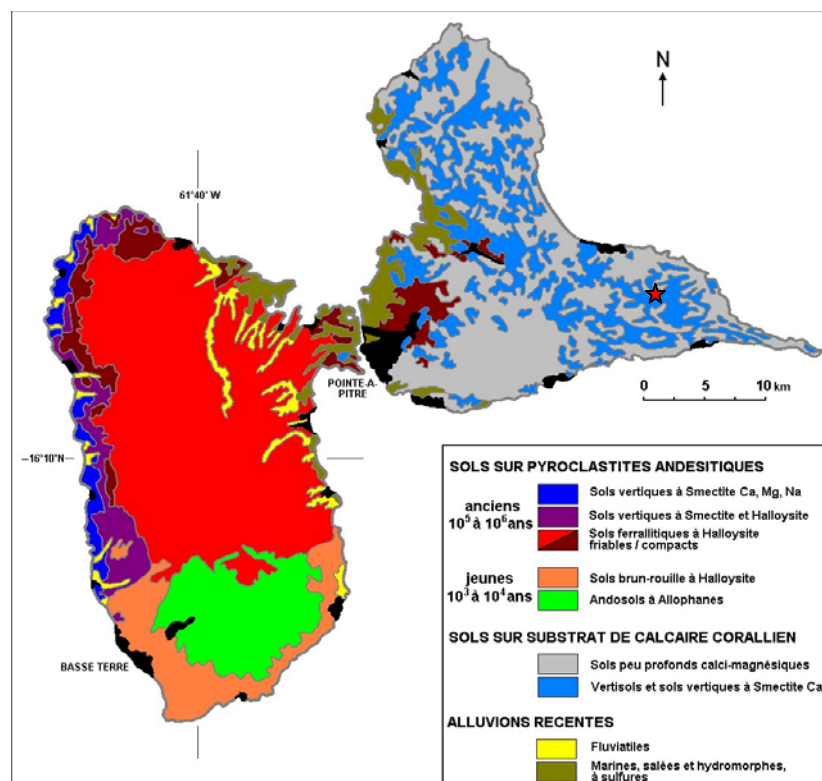 N
61°40' W
POINTE-A-
PITRE
0 5 10 km
16°10'N
BASSE TERRE
SOLS SUR PYROCLASTITES ANDESITIQUES
anciens
10⁵ à 10⁶ans
Sols vertiques à Smectite Ca, Mg, Na
Sols vertiques à Smectite et Halloysite
Sols ferrallitiques à Halloysite
friables / compacts
jeunes
10³ à 10⁴ans
Sols brun-rouille à Halloysite
Andosols à Allophanes
SOLS SUR SUBSTRAT DE CALCAIRE CORALLIEN
Sols peu profonds calci-magnésiques
Vertisols et sols vertiques à Smectite Ca
ALLUVIONS RECENTES
Fluviatiles
Marines, salées et hydromorphes,
à sulfures